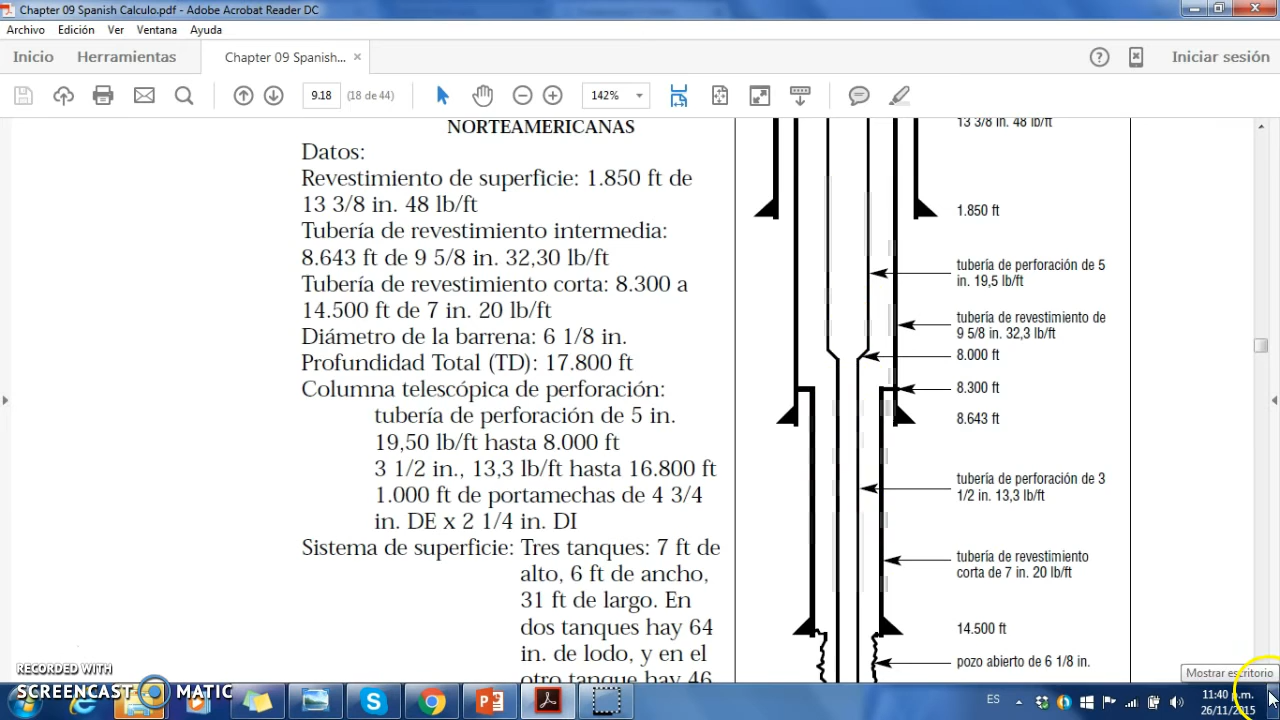 Chapter 09 Spanish Calculo.pdf - Adobe Acrobat Reader DC
Archivo Edición Ver Ventana Ayuda
Inicio Herramientas Chapter 09 Spanish... × Iniciar sesión
9.18 (18 de 44) 142%
NORTEAMERICANAS
Datos:
Revestimiento de superficie: 1.850 ft de
13 3/8 in. 48 lb/ft
Tubería de revestimiento intermedia:
8.643 ft de 9 5/8 in. 32,30 lb/ft
Tubería de revestimiento corta: 8.300 a
14.500 ft de 7 in. 20 lb/ft
Diámetro de la barrena: 6 1/8 in.
Profundidad Total (TD): 17.800 ft
Columna telescópica de perforación:
tubería de perforación de 5 in.
19,50 lb/ft hasta 8.000 ft
3 1/2 in., 13,3 lb/ft hasta 16.800 ft
1.000 ft de portamechas de 4 3/4
in. DE x 2 1/4 in. DI
Sistema de superficie: Tres tanques: 7 ft de
alto, 6 ft de ancho,
31 ft de largo. En
dos tanques hay 64
in. de lodo, y en el
otro tanque hay 46
13 3/8 in. 48 lb/ft
1.850 ft
tubería de perforación de 5
in. 19,5 lb/ft
tubería de revestimiento de
9 5/8 in. 32,3 lb/ft
8.000 ft
8.300 ft
8.643 ft
tubería de perforación de 3
1/2 in. 13,3 lb/ft
tubería de revestimiento
corta de 7 in. 20 lb/ft
14.500 ft
pozo abierto de 6 1/8 in.
Mostrar escritorio
RECORDED WITH
SCREENCAST MATIC
ES
11:40 p.m.
26/11/2015